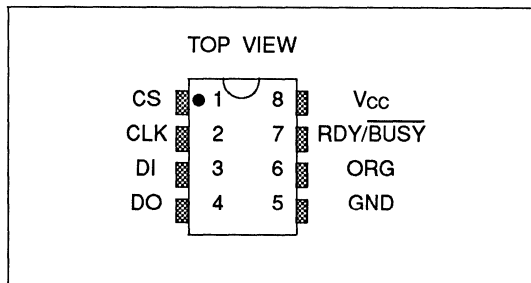 TOP VIEW
CS 1 8 Vcc
CLK 2 7 RDY/BUSY
DI 3 6 ORG
DO 4 5 GND